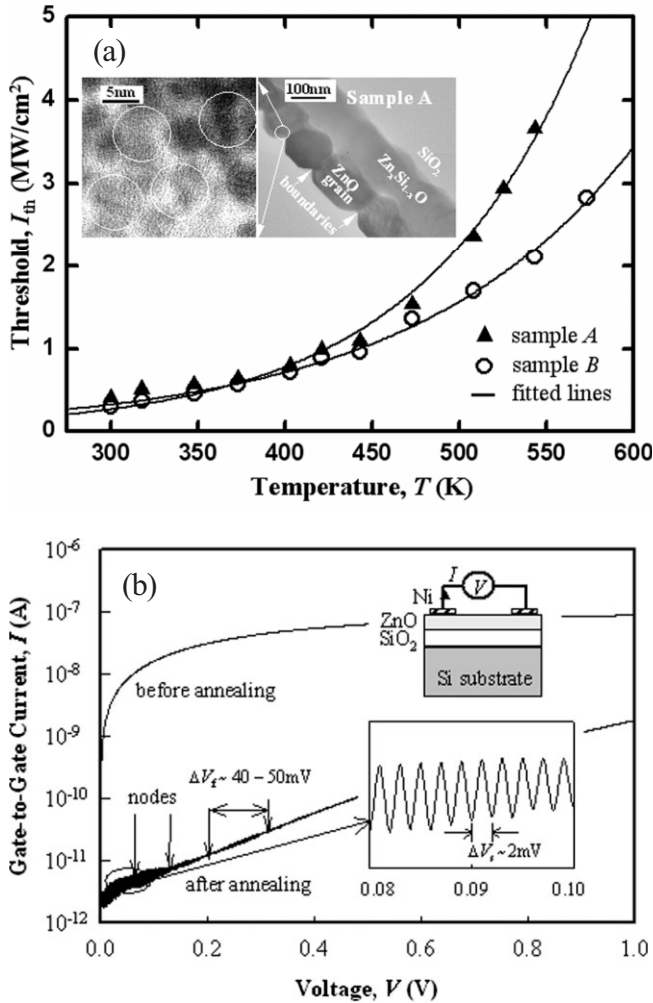 (a)
5
4
3
2
1
0
Threshold, I_th (MW/cm²)
5nm
100nm
Sample A
SiO₂
ZnₓSi₁₋ₓO
ZnO
grain
boundaries
▲ sample A
○ sample B
— fitted lines
300 350 400 450 500 550 600
Temperature, T (K)
(b)
10⁻⁶
10⁻⁷
10⁻⁸
10⁻⁹
10⁻¹⁰
10⁻¹¹
10⁻¹²
Gate-to-Gate Current, I (A)
I
V
Ni
ZnO
SiO₂
Si substrate
before annealing
ΔV_f ~ 40 – 50mV
nodes
after annealing
ΔV_s ~2mV
0.08 0.09 0.10
0.0 0.2 0.4 0.6 0.8 1.0
Voltage, V (V)